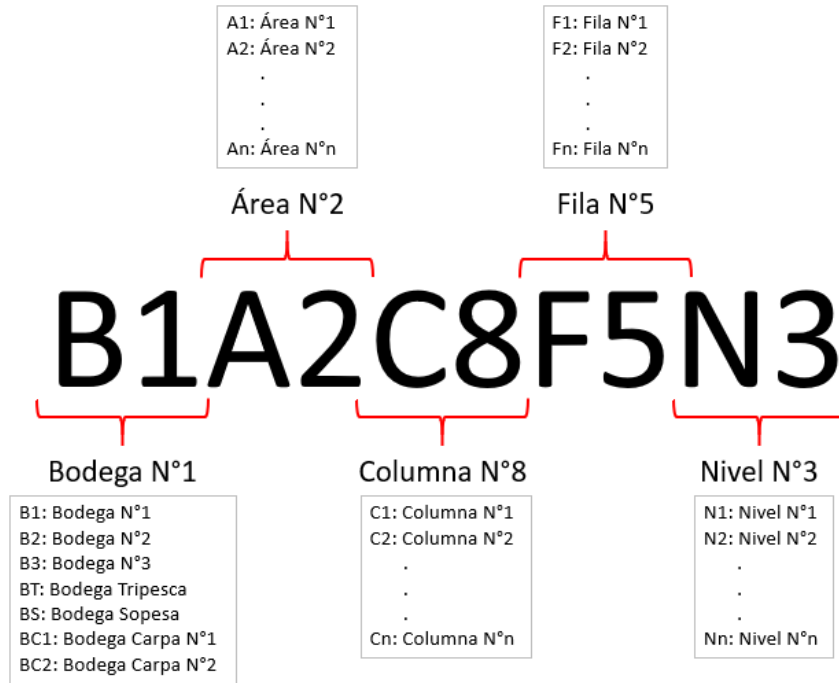 A1: Área N°1
A2: Área N°2
.
.
.
An: Área N°n
F1: Fila N°1
F2: Fila N°2
.
.
.
Fn: Fila N°n
Área N°2
Fila N°5
B1A2C8F5N3
Bodega N°1
Columna N°8
Nivel N°3
B1: Bodega N°1
B2: Bodega N°2
B3: Bodega N°3
BT: Bodega Tripesca
BS: Bodega Sopesa
BC1: Bodega Carpa N°1
BC2: Bodega Carpa N°2
C1: Columna N°1
C2: Columna N°2
.
.
.
Cn: Columna N°n
N1: Nivel N°1
N2: Nivel N°2
.
.
.
Nn: Nivel N°n